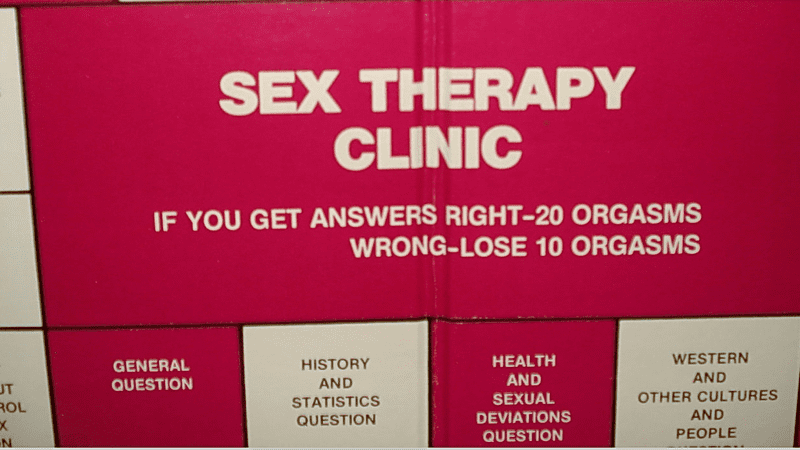 SEX THERAPY
CLINIC
IF YOU GET ANSWERS RIGHT-20 ORGASMS
WRONG-LOSE 10 ORGASMS
GENERAL
QUESTION
HISTORY
AND
STATISTICS
QUESTION
HEALTH
AND
SEXUAL
DEVIATIONS
QUESTION
WESTERN
AND
OTHER CULTURES
AND
PEOPLE